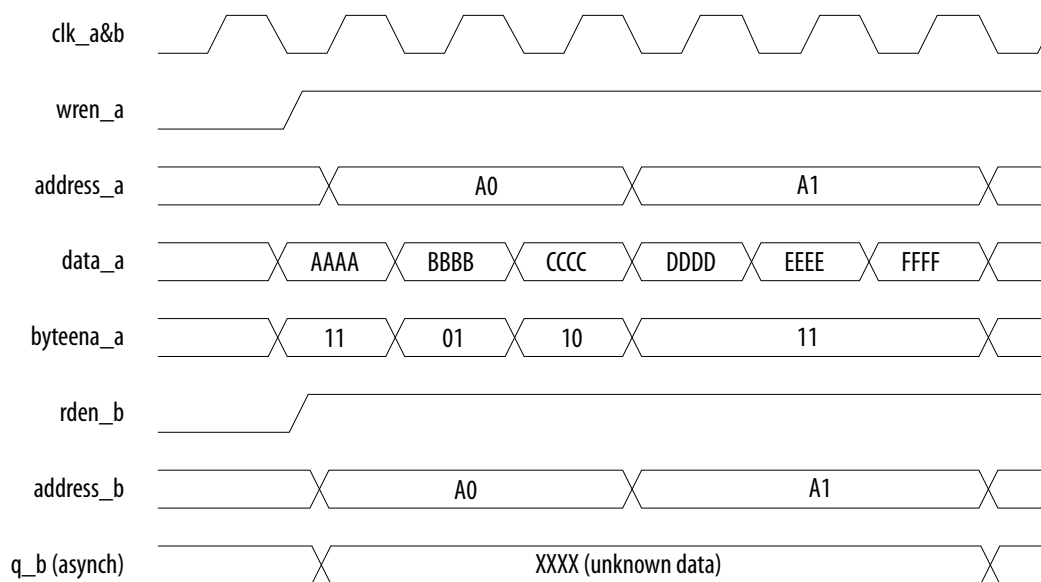 clk_a&b
wren_a
address_a A0 A1
data_a AAAA BBBB CCCC DDDD EEEE FFFF
byteena_a 11 01 10 11
rden_b
address_b A0 A1
q_b (asynch) XXXX (unknown data)